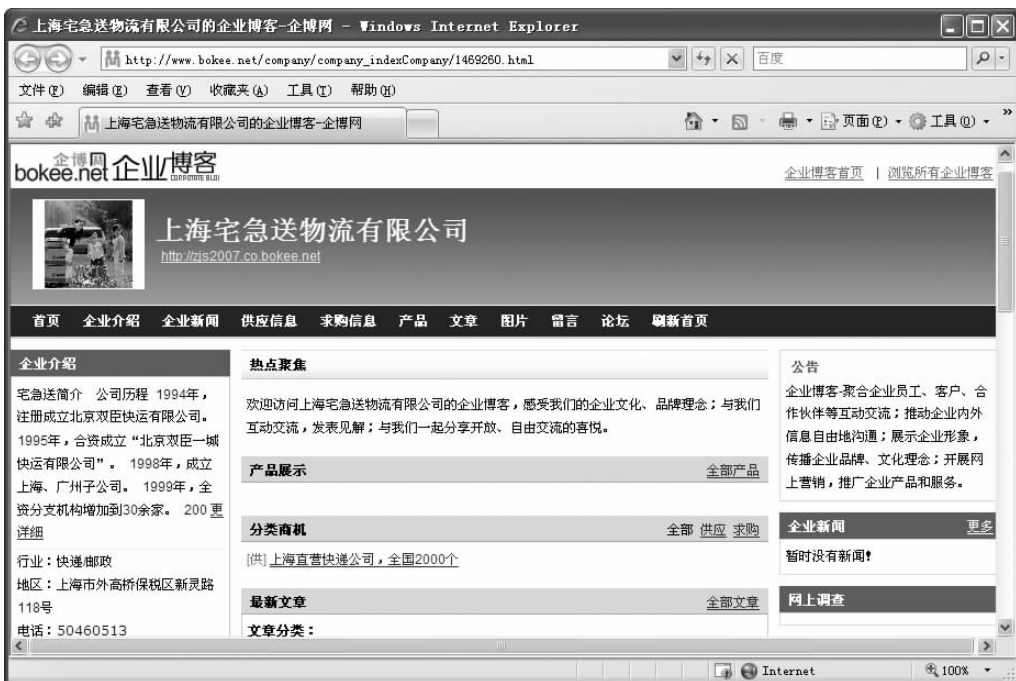 上海宅急送物流有限公司的企业博客-企博网 - Windows Internet Explorer
http://www.bokee.net/company/company_indexCompany/1469260.html
百度
文件(F) 编辑(E) 查看(V) 收藏夹(A) 工具(T) 帮助(H)
上海宅急送物流有限公司的企业博客-企博网
页面(P) 工具(O) »
企博网
bokee.net 企业/博客
CORPORATE BLOG
企业博客首页 | 浏览所有企业博客
上海宅急送物流有限公司
http://zjs2007.co.bokee.net
首页 企业介绍 企业新闻 供应信息 求购信息 产品 文章 图片 留言 论坛 刷新首页
企业介绍
宅急送简介 公司历程 1994年，
注册成立北京双臣快运有限公司。
1995年，合资成立“北京双臣一城
快运有限公司”。 1998年，成立
上海、广州子公司。 1999年，全
资分支机构增加到30余家。 200 更
详细
行业：快递/邮政
地区：上海市外高桥保税区新灵路
118号
电话：50460513
热点聚焦
欢迎访问上海宅急送物流有限公司的企业博客，感受我们的企业文化、品牌理念；与我们
互动交流，发表见解；与我们一起分享开放、自由交流的喜悦。
产品展示 全部产品
分类商机 全部 供应 求购
[供] 上海直营快递公司，全国2000个
最新文章 全部文章
文章分类：
公告
企业博客-聚合企业员工、客户、合
作伙伴等互动交流；推动企业内外
信息自由地沟通；展示企业形象，
传播企业品牌、文化理念；开展网
上营销，推广企业产品和服务。
企业新闻 更多
暂时没有新闻！
网上调查
Internet 100%